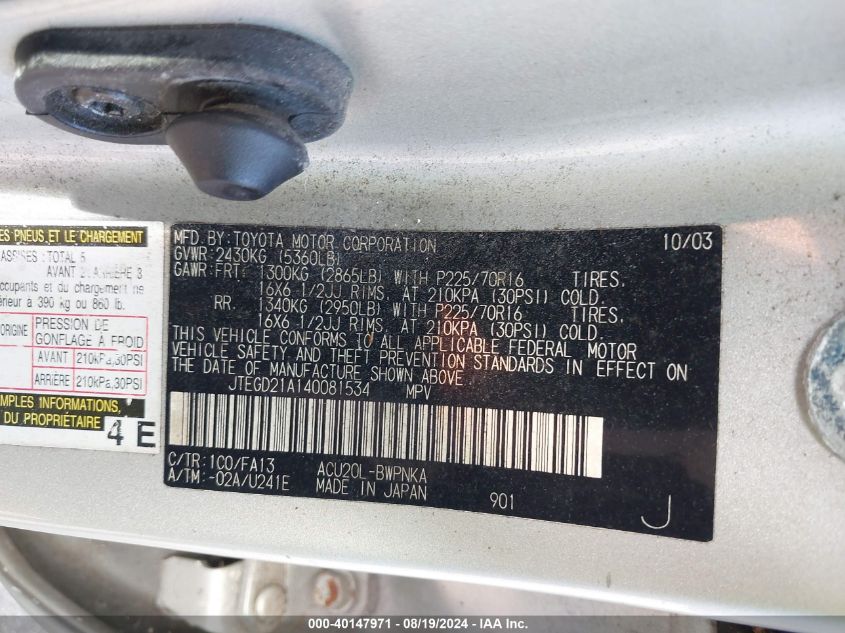 ES PNEUS ET LE CHARGEMENT
ASSISES : TOTAL 5
AVANT 2 ARRIÈRE 3
ccupants et du chargement
érieur à 390 kg ou 860 lb.
ORIGINE PRESSION DE GONFLAGE À FROID
AVANT 210kPa,30PSI
ARRIÈRE 210kPa,30PSI
MPLES INFORMATIONS,
DU PROPRIÉTAIRE
4 E
MFD. BY: TOYOTA MOTOR CORPORATION 10/03
GVWR: 2430KG (5360LB)
GAWR: FRT. 1300KG (2865LB) WITH P225/70R16 TIRES,
16X6 1/2JJ RIMS, AT 210KPA (30PSI) COLD.
RR. 1340KG (2950LB) WITH P225/70R16 TIRES,
16X6 1/2JJ RIMS, AT 210KPA (30PSI) COLD.
THIS VEHICLE CONFORMS TO ALL APPLICABLE FEDERAL MOTOR
VEHICLE SAFETY AND THEFT PREVENTION STANDARDS IN EFFECT ON
THE DATE OF MANUFACTURE SHOWN ABOVE.
JTEGD21A140081534 MPV
C/TR: 1C0/FA13 ACU20L-BWPNKA
A/TM: -02A/U241E MADE IN JAPAN 901
J
000-40147971 - 08/19/2024 - IAA Inc.